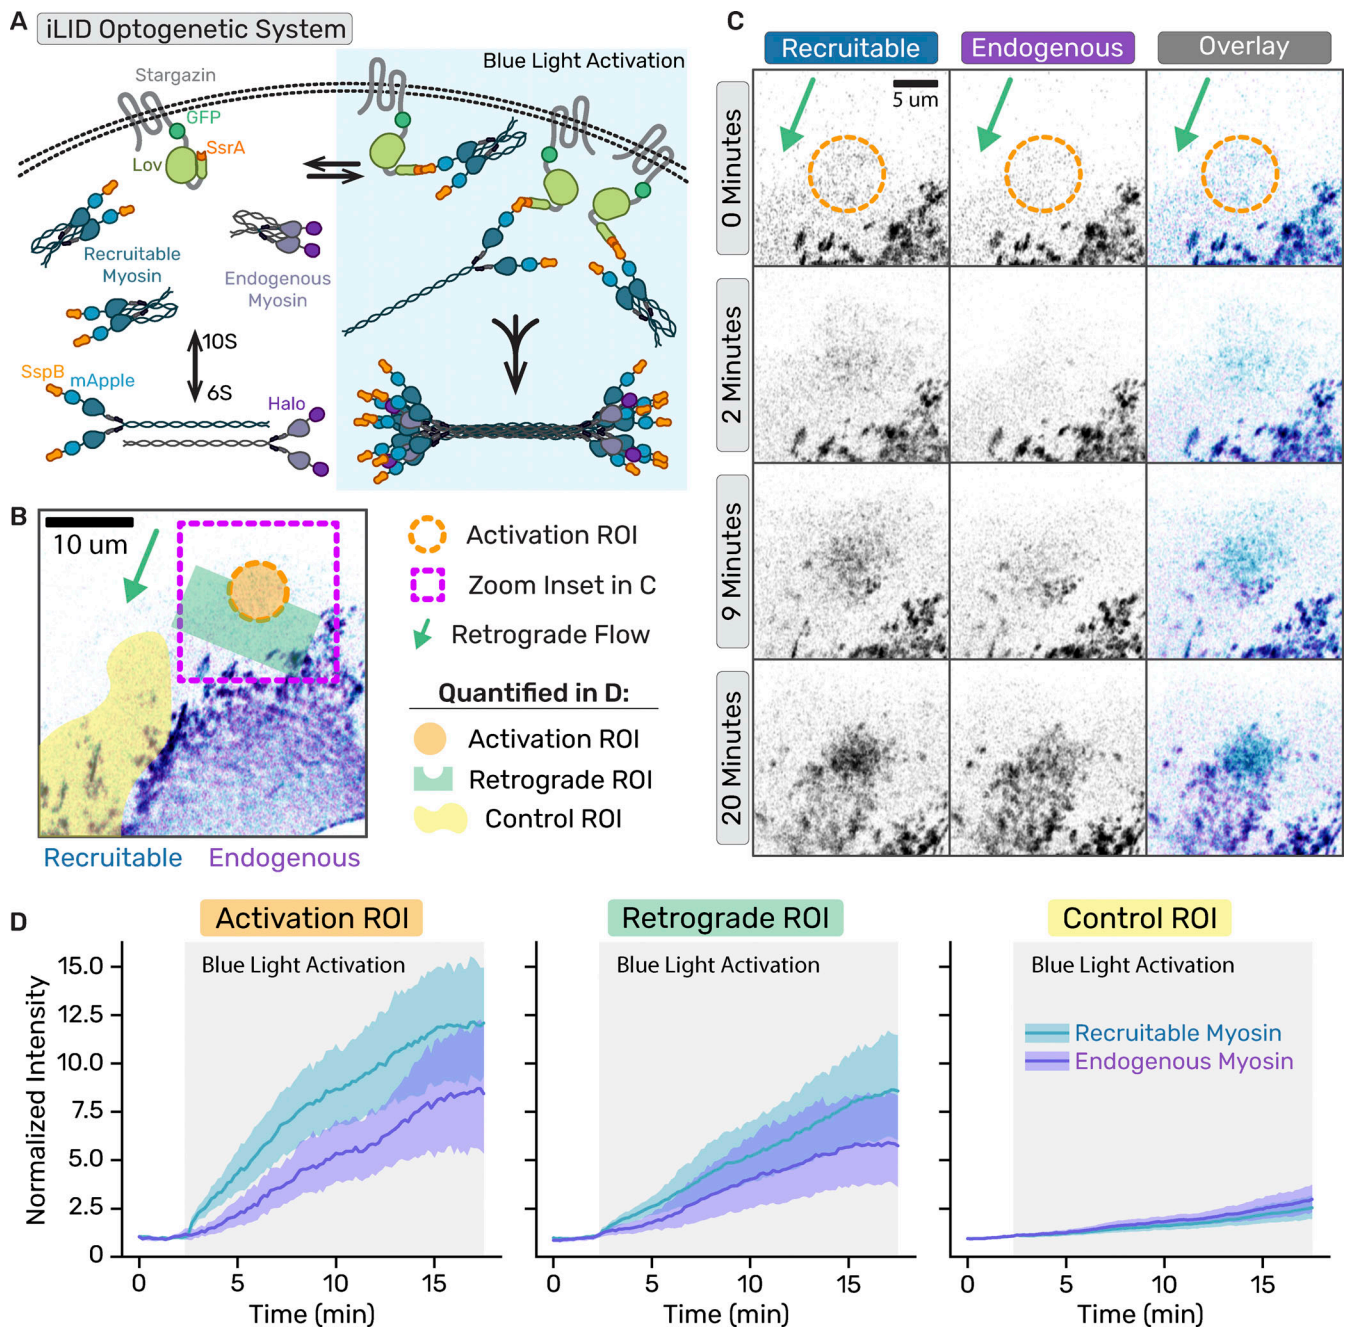 A
iLID Optogenetic System
Stargazin
GFP
SsrA
Lov
Blue Light Activation
Recruitable
Myosin
Endogenous
Myosin
10S
6S
SspB
mApple
Halo
B
10 um
Recruitable Endogenous
Activation ROI
Zoom Inset in C
Retrograde Flow
Quantified in D:
Activation ROI
Retrograde ROI
Control ROI
C
Recruitable Endogenous Overlay
5 um
0 Minutes
2 Minutes
9 Minutes
20 Minutes
D
Activation ROI
Blue Light Activation
Normalized Intensity
15.0
12.5
10.0
7.5
5.0
2.5
0
0 5 10 15
Time (min)
Retrograde ROI
Blue Light Activation
0 5 10 15
Time (min)
Control ROI
Blue Light Activation
Recruitable Myosin
Endogenous Myosin
0 5 10 15
Time (min)